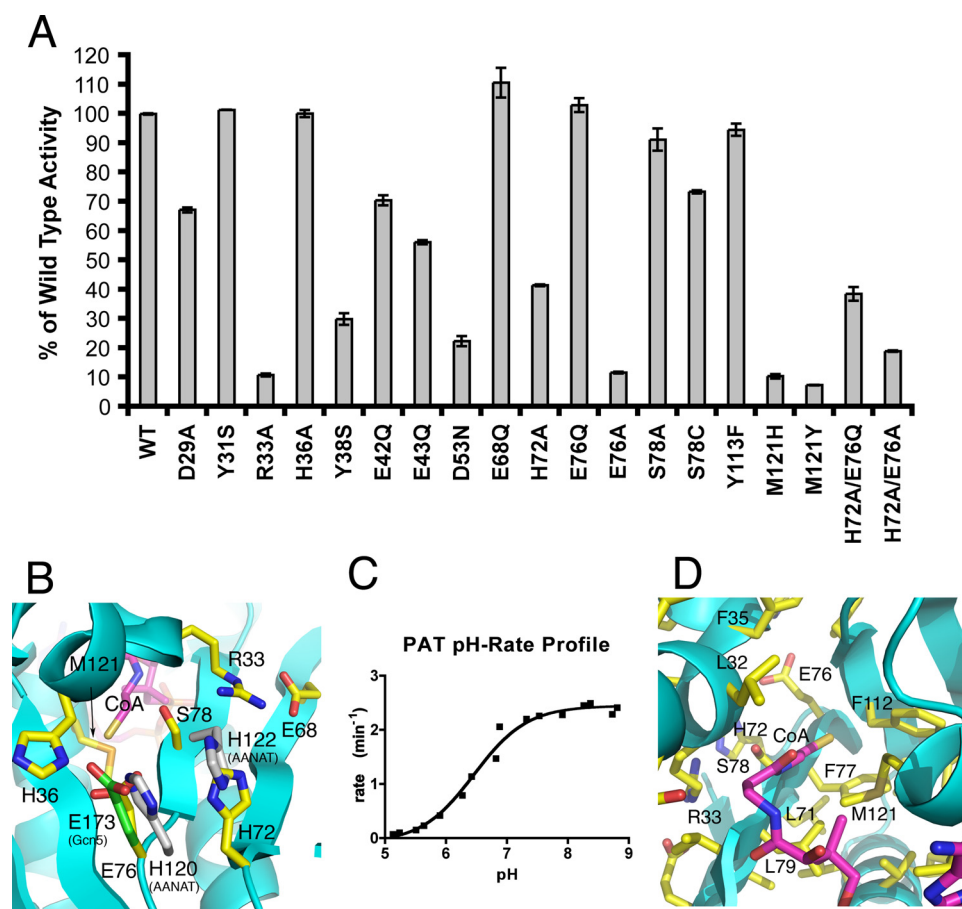 A
% of Wild Type Activity
120
110
100
90
80
70
60
50
40
30
20
10
0
WT
D29A
Y31S
R33A
H36A
Y38S
E42Q
E43Q
D53N
E68Q
H72A
E76Q
E76A
S78A
S78C
Y113F
M121H
M121Y
H72A/E76Q
H72A/E76A
B
M121
CoA
R33
S78
E68
H122
(AANAT)
H36
E173
(Gcn5)
H72
E76
H120
(AANAT)
C
PAT pH-Rate Profile
rate (min⁻¹)
3
2
1
0
5 6 7 8 9
pH
D
F35
L32
E76
F112
H72
CoA
S78
F77
R33
L71
M121
L79